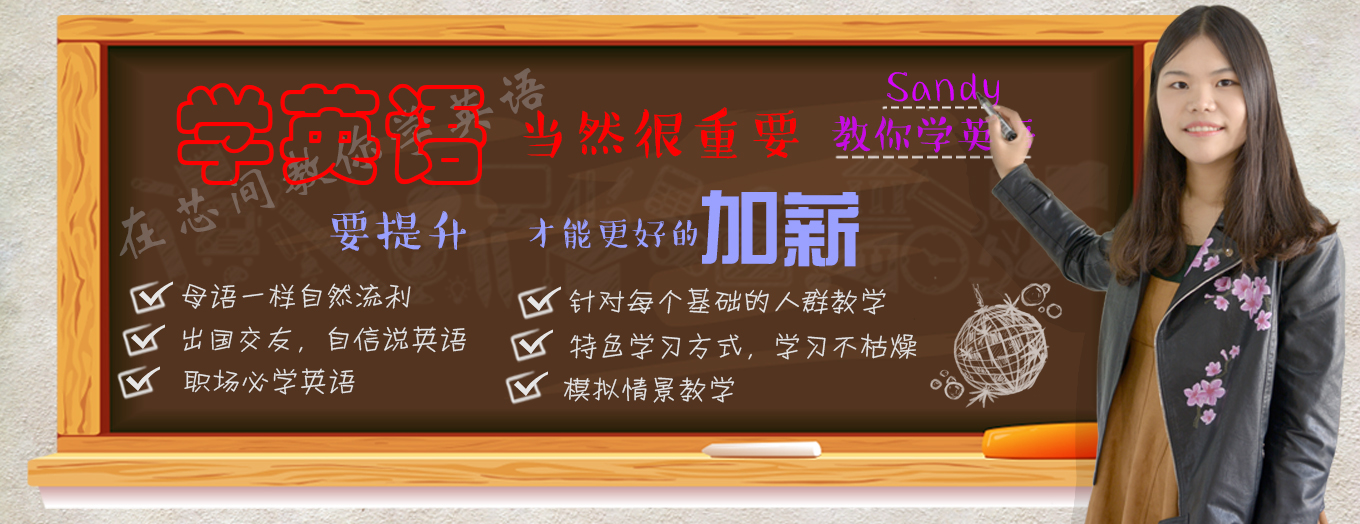 学英语 当然很重要
Sandy
教你学英语
在芯间教你学英语
要提升 才能更好的加薪
母语一样自然流利
出国交友，自信说英语
职场必学英语
针对每个基础的人群教学
特色学习方式，学习不枯燥
模拟情景教学